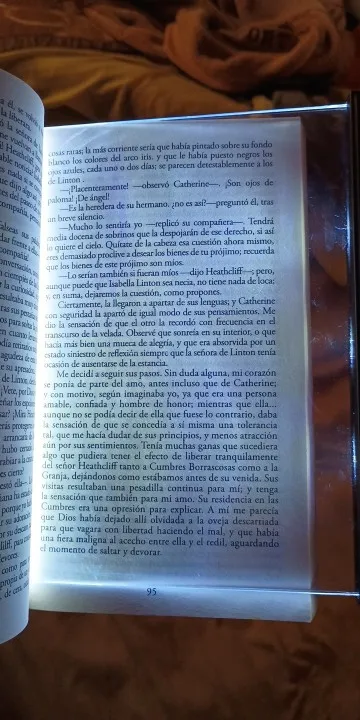 cosas raras; la más corriente sería que había pintado sobre su fondo
blanco los colores del arco iris, y que le había puesto negros los
ojos azules, cada uno o dos días; se parecen detestablemente a los
de Linton.
—¡Placenteramente! —observó Catherine—. ¡Son ojos de
paloma! ¡De ángel!
—Es la heredera de su hermano, ¿no es así?—preguntó él, tras
un breve silencio.
—Mucho lo sentiría yo —replicó su compañera—. Tendrá
media docena de sobrinos que la despojarán de ese derecho, si así
lo quiere el cielo. Quítate de la cabeza esa cuestión ahora mismo,
eres demasiado proclive a desear los bienes de tu prójimo; recuerda
que los bienes de este prójimo son míos.
—Lo serían también si fueran míos —dijo Heathcliff—; pero,
aunque puede que Isabella Linton sea necia, no tiene nada de loca;
y, en suma, dejaremos la cuestión, como propones.
Ciertamente, la llegaron a apartar de sus lenguas; y Catherine
con seguridad la apartó de igual modo de sus pensamientos. Me
dio la sensación de que el otro la recordó con frecuencia en el
transcurso de la velada. Observé que sonreía en su interior, o que
hacía más bien una mueca de alegría, y que era absorvida por un
estado siniestro de reflexión siempre que la señora de Linton tenía
ocasión de ausentarse de la estancia.
Me decidí a seguir sus pasos. Sin duda alguna, mi corazón
se ponía de parte del amo, antes incluso que de Catherine;
y con motivo, según imaginaba yo, ya que era una persona
amable, confiada y hombre de honor; mientras que ella...
aunque no se podía decir de ella que fuese lo contrario, daba
la sensación de que se concedía a sí misma una tolerancia
tal, que me hacía dudar de sus principios, y menos atracción
aún por sus sentimientos. Tenía muchas ganas que sucediera
algo que pudiera tener el efecto de liberar tranquilamente
del señor Heathcliff tanto a Cumbres Borrascosas como a la
Granja, dejándonos como estábamos antes de su venida. Sus
visitas resultaban una pesadilla continua para mí; y tenga
la sensación que también para mi amo. Su residencia en las
Cumbres era una opresión para explicar. A mí me parecía
que Dios había dejado allí olvidada a la oveja descarriada
para que vagara con libertad haciendo el mal, y que había
una fiera maligna al acecho entre ella y el redil, aguardando
el momento de saltar y devorar.
95